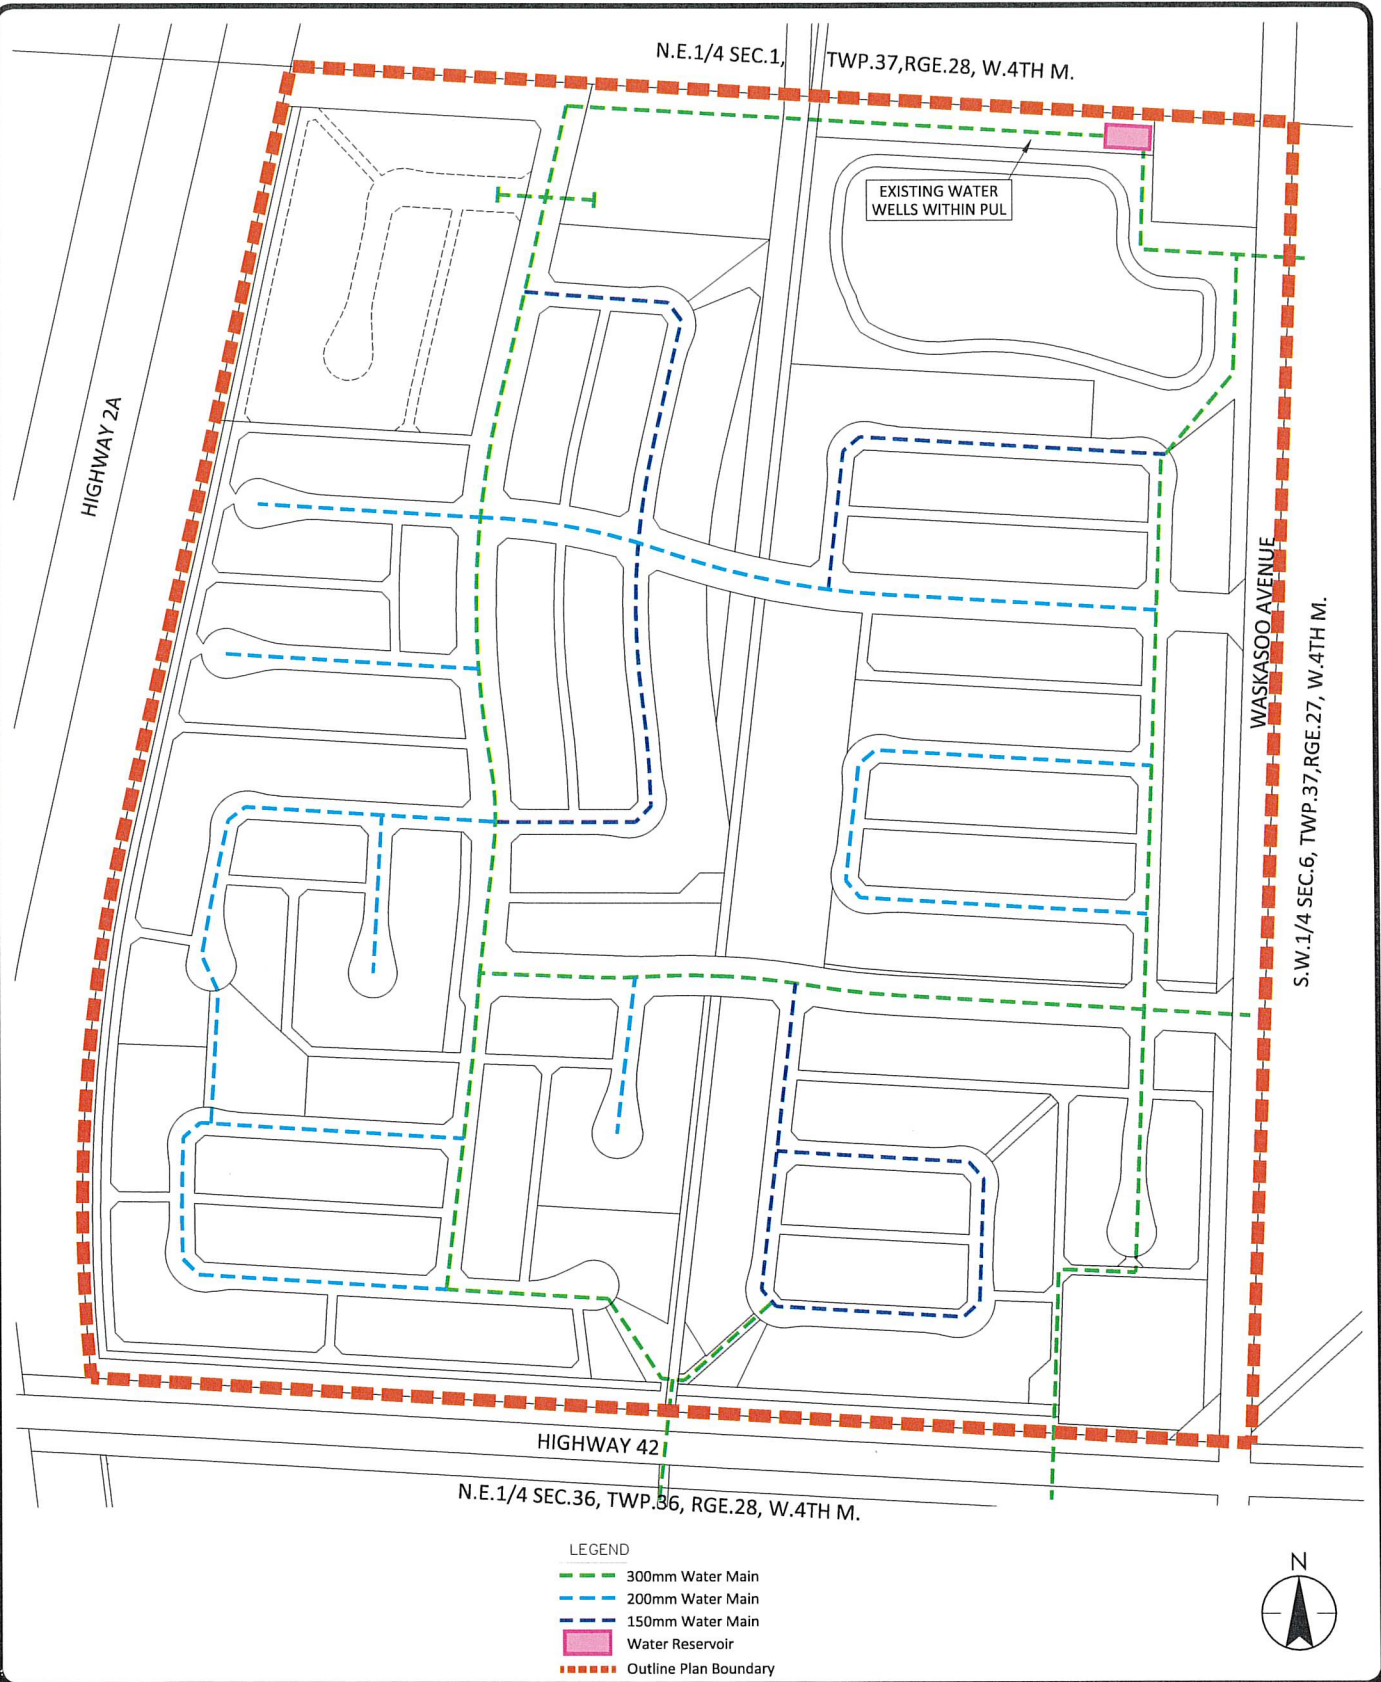 N.E.1/4 SEC.1, TWP.37,RGE.28, W.4TH M.
EXISTING WATER
WELLS WITHIN PUL
HIGHWAY 2A
WASKASOO AVENUE
S.W.1/4 SEC.6, TWP.37,RGE.27, W.4TH M.
HIGHWAY 42
N.E.1/4 SEC.36, TWP.36, RGE.28, W.4TH M.
LEGEND
300mm Water Main
200mm Water Main
150mm Water Main
Water Reservoir
Outline Plan Boundary
N